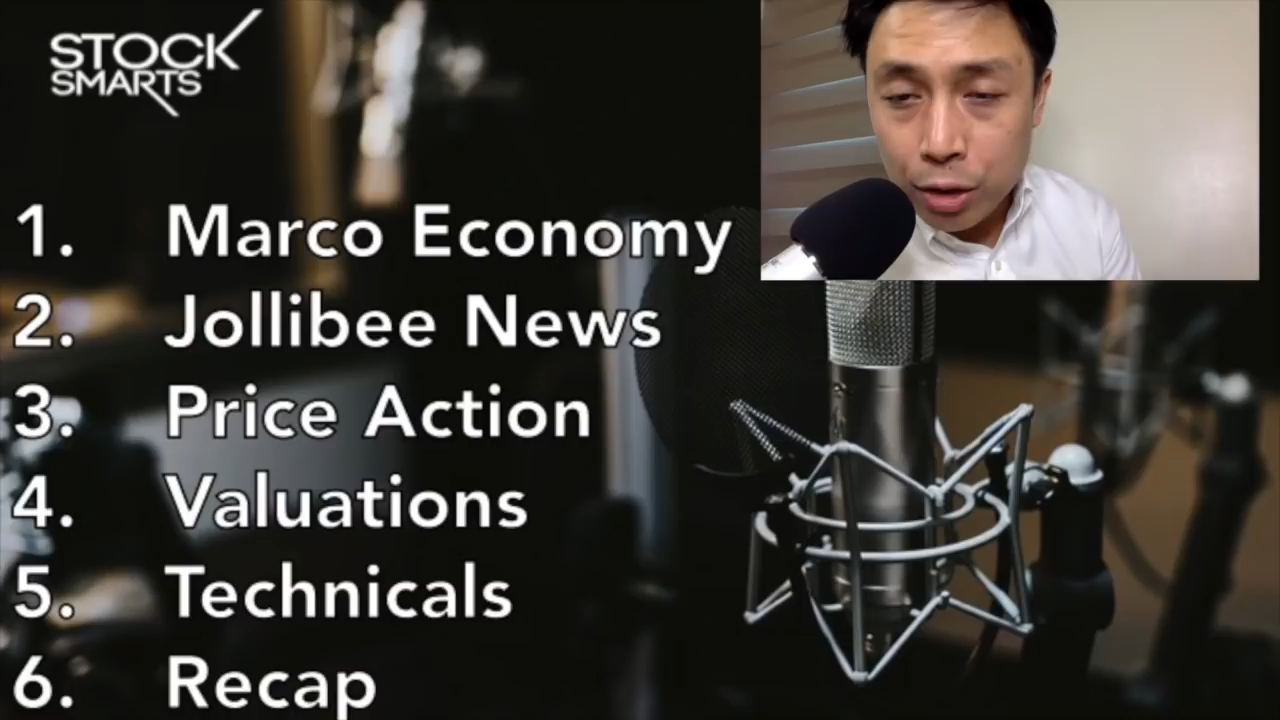 STOCK
SMARTS
1. Marco Economy
2. Jollibee News
3. Price Action
4. Valuations
5. Technicals
6. Recap